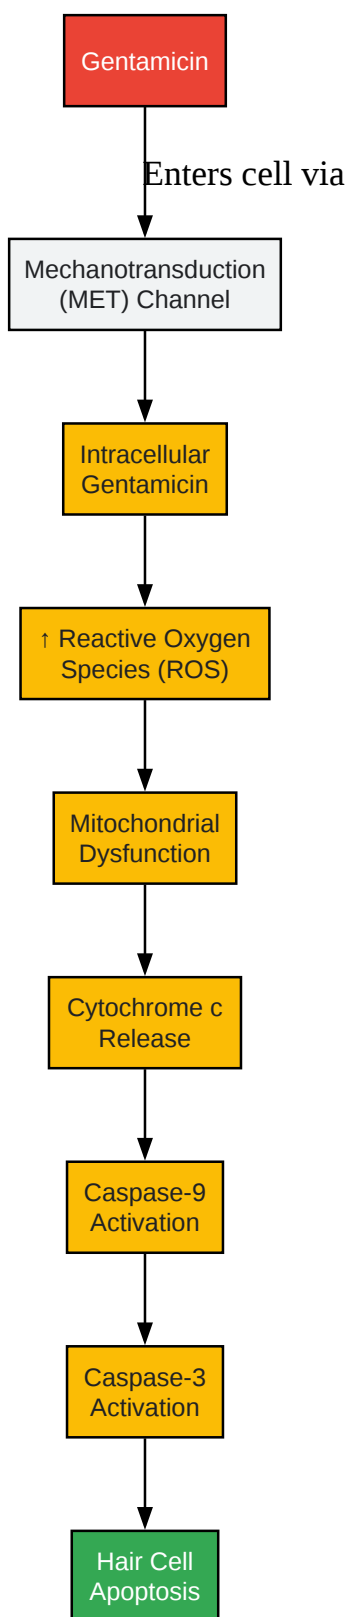 Gentamicin
Enters cell via
Mechanotransduction
(MET) Channel
Intracellular
Gentamicin
↑ Reactive Oxygen
Species (ROS)
Mitochondrial
Dysfunction
Cytochrome c
Release
Caspase-9
Activation
Caspase-3
Activation
Hair Cell
Apoptosis